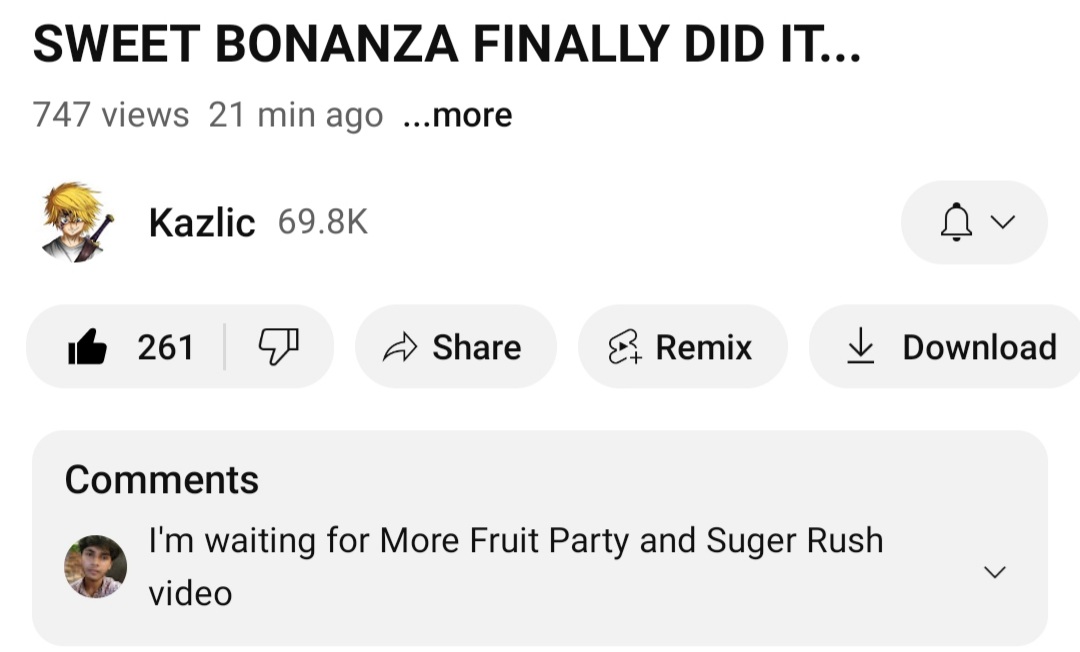 SWEET BONANZA FINALLY DID IT...
747 views 21 min ago ...more
Kazlic 69.8K
261 Share Remix Download
Comments
I'm waiting for More Fruit Party and Suger Rush
video